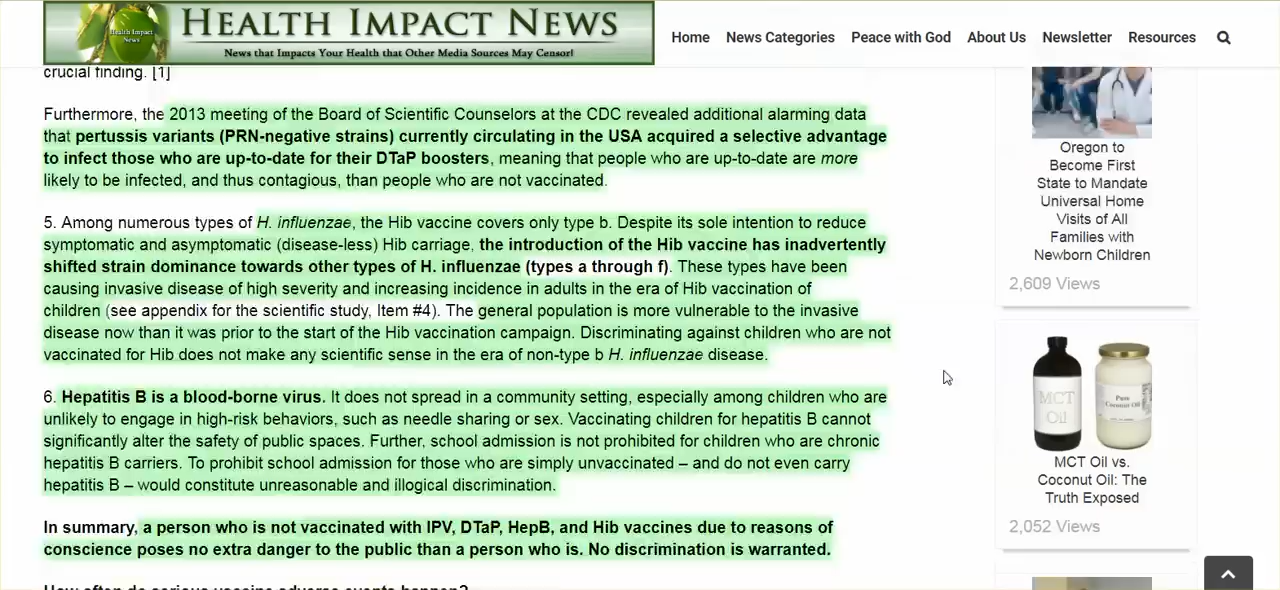 Health Impact News
HEALTH IMPACT NEWS
News that Impacts Your Health that Other Media Sources May Censor!
Home News Categories Peace with God About Us Newsletter Resources
crucial finding. [1]
Furthermore, the 2013 meeting of the Board of Scientific Counselors at the CDC revealed additional alarming data
that pertussis variants (PRN-negative strains) currently circulating in the USA acquired a selective advantage
to infect those who are up-to-date for their DTaP boosters, meaning that people who are up-to-date are more
likely to be infected, and thus contagious, than people who are not vaccinated.
5. Among numerous types of H. influenzae, the Hib vaccine covers only type b. Despite its sole intention to reduce
symptomatic and asymptomatic (disease-less) Hib carriage, the introduction of the Hib vaccine has inadvertently
shifted strain dominance towards other types of H. influenzae (types a through f). These types have been
causing invasive disease of high severity and increasing incidence in adults in the era of Hib vaccination of
children (see appendix for the scientific study, Item #4). The general population is more vulnerable to the invasive
disease now than it was prior to the start of the Hib vaccination campaign. Discriminating against children who are not
vaccinated for Hib does not make any scientific sense in the era of non-type b H. influenzae disease.
6. Hepatitis B is a blood-borne virus. It does not spread in a community setting, especially among children who are
unlikely to engage in high-risk behaviors, such as needle sharing or sex. Vaccinating children for hepatitis B cannot
significantly alter the safety of public spaces. Further, school admission is not prohibited for children who are chronic
hepatitis B carriers. To prohibit school admission for those who are simply unvaccinated – and do not even carry
hepatitis B – would constitute unreasonable and illogical discrimination.
In summary, a person who is not vaccinated with IPV, DTaP, HepB, and Hib vaccines due to reasons of
conscience poses no extra danger to the public than a person who is. No discrimination is warranted.
How often do serious vaccine adverse events happen?
Oregon to
Become First
State to Mandate
Universal Home
Visits of All
Families with
Newborn Children
2,609 Views
MCT
Oil
Pure
Coconut Oil
MCT Oil vs.
Coconut Oil: The
Truth Exposed
2,052 Views